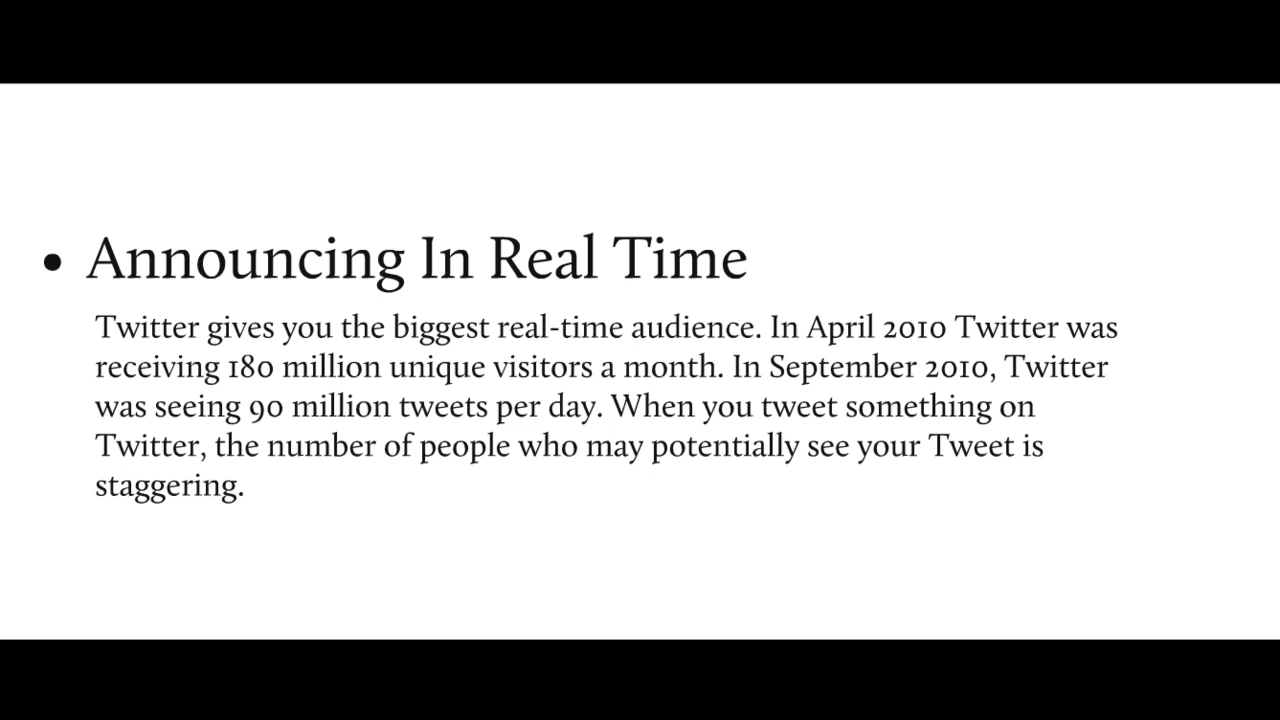 • Announcing In Real Time
Twitter gives you the biggest real-time audience. In April 2010 Twitter was
receiving 180 million unique visitors a month. In September 2010, Twitter
was seeing 90 million tweets per day. When you tweet something on
Twitter, the number of people who may potentially see your Tweet is
staggering.